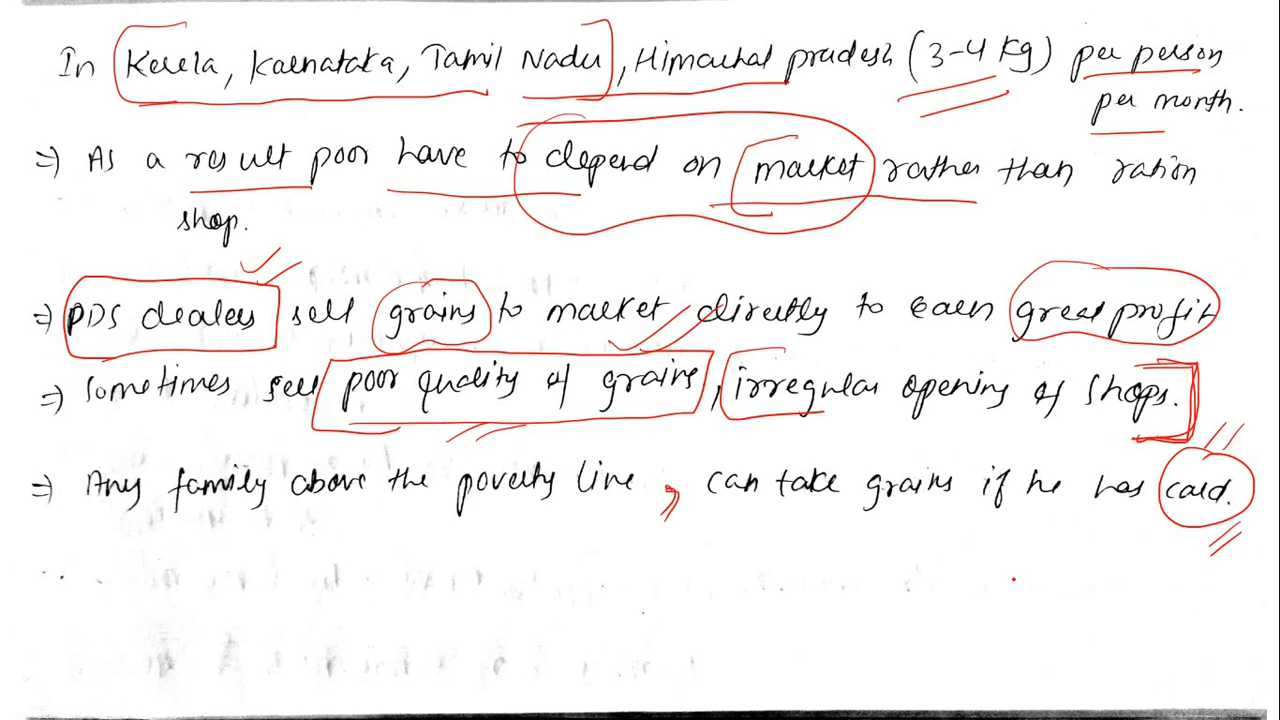 In Kerela, Karnataka, Tamil Nadu, Himachal pradesh (3-4 Kg) per person
per month.
=) As a result poor have to depend on market rather than ration
shop.
=) PDS dealers sell grains to market directly to earn great profit
=) Sometimes sell poor quality of grains, irregular opening of shops.
=) Any family above the poverty line, can take grains if he has card.